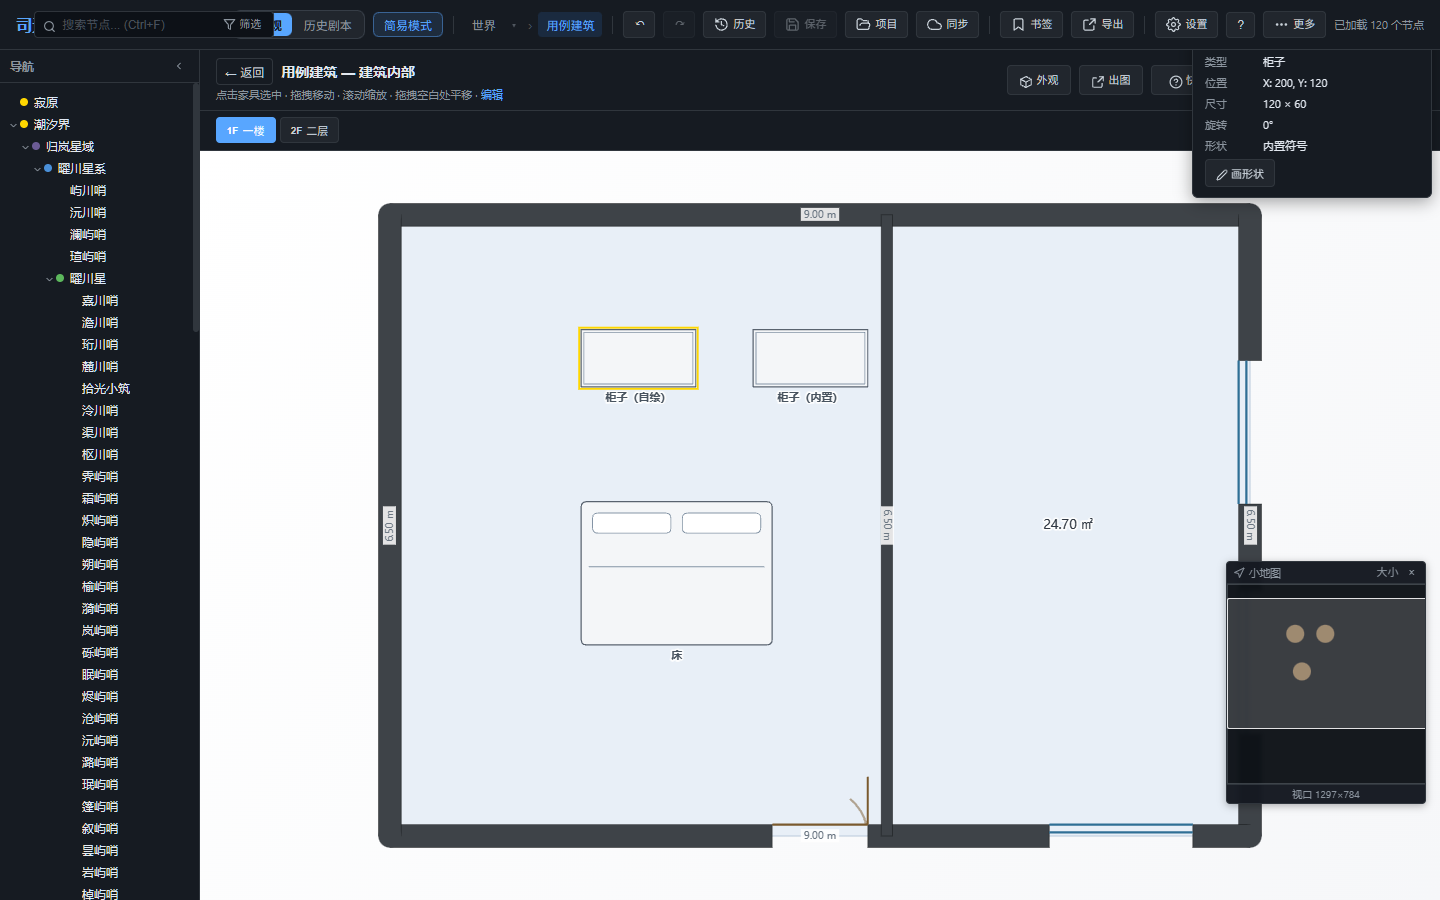 司
搜索节点... (Ctrl+F)
筛选
历史剧本
简易模式
世界
用例建筑
历史
保存
项目
同步
书签
导出
设置
?
更多
已加载 120 个节点
导航
寂原
潮汐界
归岚星域
曜川星系
屿川哨
沅川哨
澜屿哨
瑄屿哨
曜川星
嘉川哨
澹川哨
珩川哨
麓川哨
拾光小筑
泠川哨
渠川哨
枢川哨
霁屿哨
霜屿哨
炽屿哨
隐屿哨
朔屿哨
榆屿哨
漪屿哨
岚屿哨
砾屿哨
眠屿哨
烬屿哨
沧屿哨
沅屿哨
潞屿哨
珉屿哨
篷屿哨
叙屿哨
昙屿哨
岩屿哨
棹屿哨
← 返回
用例建筑 — 建筑内部
点击家具选中 · 拖拽移动 · 滚动缩放 · 拖拽空白处平移 · 编辑
外观
出图
1F 一楼
2F 二层
类型 柜子
位置 X: 200, Y: 120
尺寸 120 × 60
旋转 0°
形状 内置符号
画形状
9.00 m
柜子（自绘）
柜子（内置）
6.50 m
6.50 m
24.70 ㎡
6.50 m
床
9.00 m
小地图
大小
×
视口 1297×784